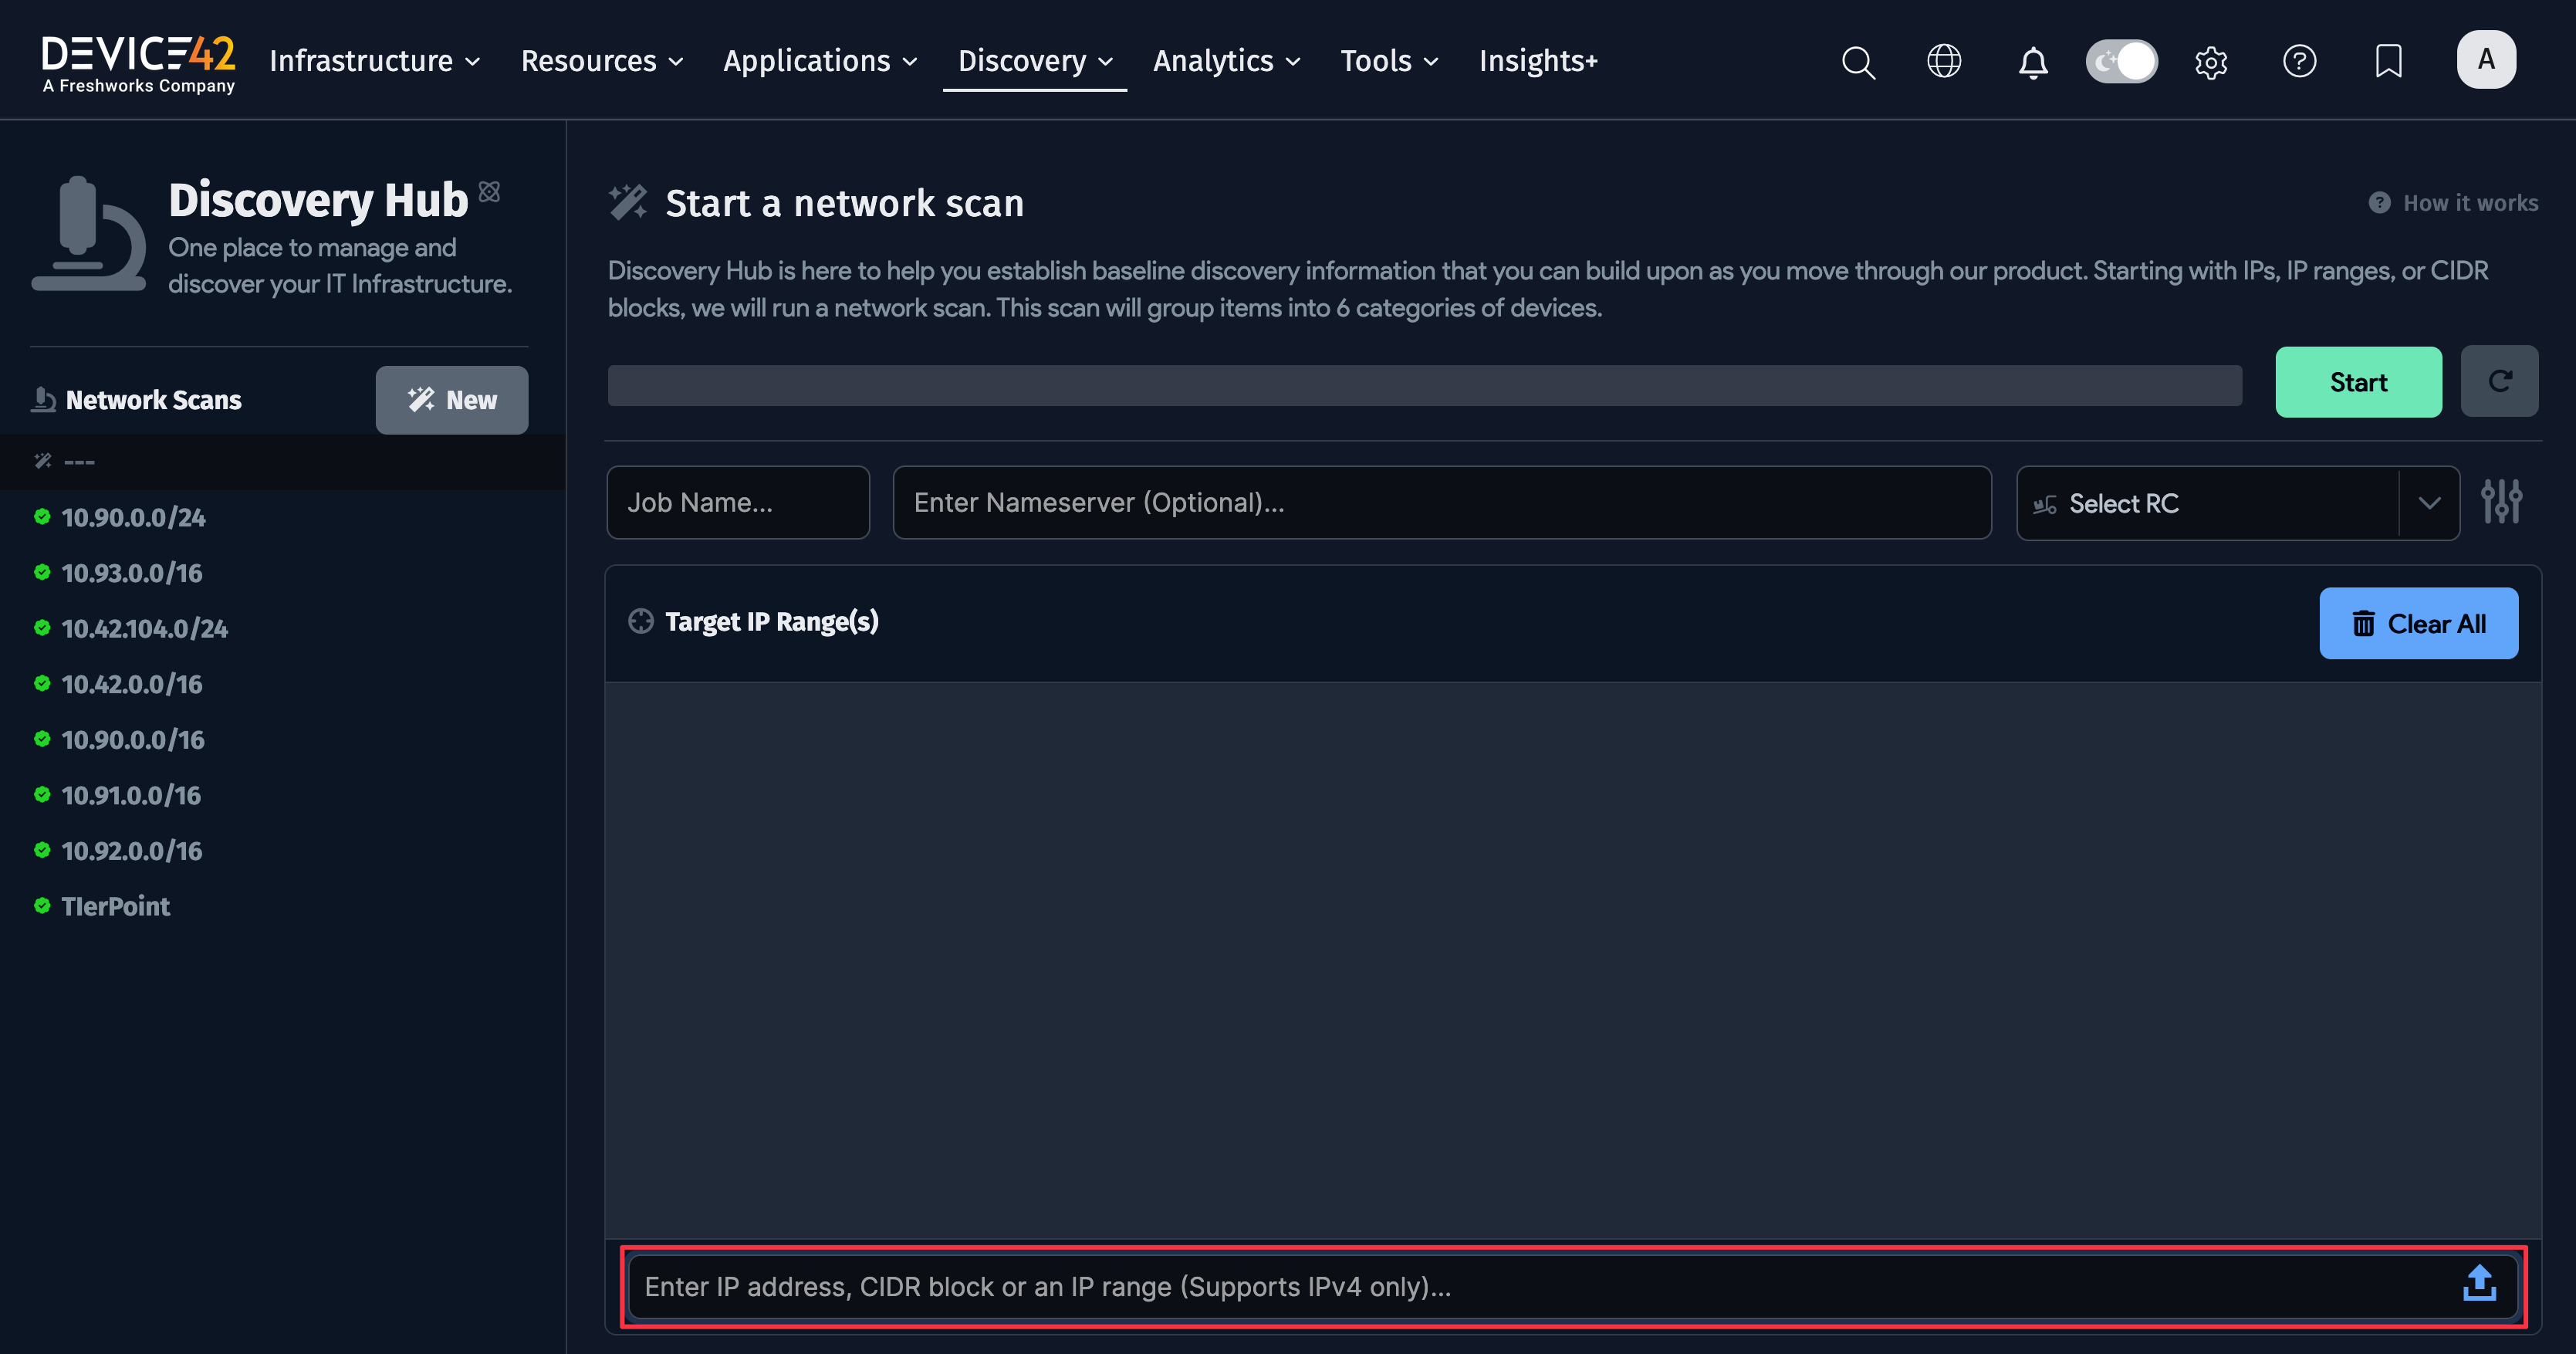 DEVICE42
A Freshworks Company
Infrastructure
Resources
Applications
Discovery
Analytics
Tools
Insights+
A
Discovery Hub
One place to manage and
discover your IT Infrastructure.
Network Scans
New
---
10.90.0.0/24
10.93.0.0/16
10.42.104.0/24
10.42.0.0/16
10.90.0.0/16
10.91.0.0/16
10.92.0.0/16
TIerPoint
Start a network scan
? How it works
Discovery Hub is here to help you establish baseline discovery information that you can build upon as you move through our product. Starting with IPs, IP ranges, or CIDR
blocks, we will run a network scan. This scan will group items into 6 categories of devices.
Start
Job Name...
Enter Nameserver (Optional)...
Select RC
Target IP Range(s)
Clear All
Enter IP address, CIDR block or an IP range (Supports IPv4 only)...